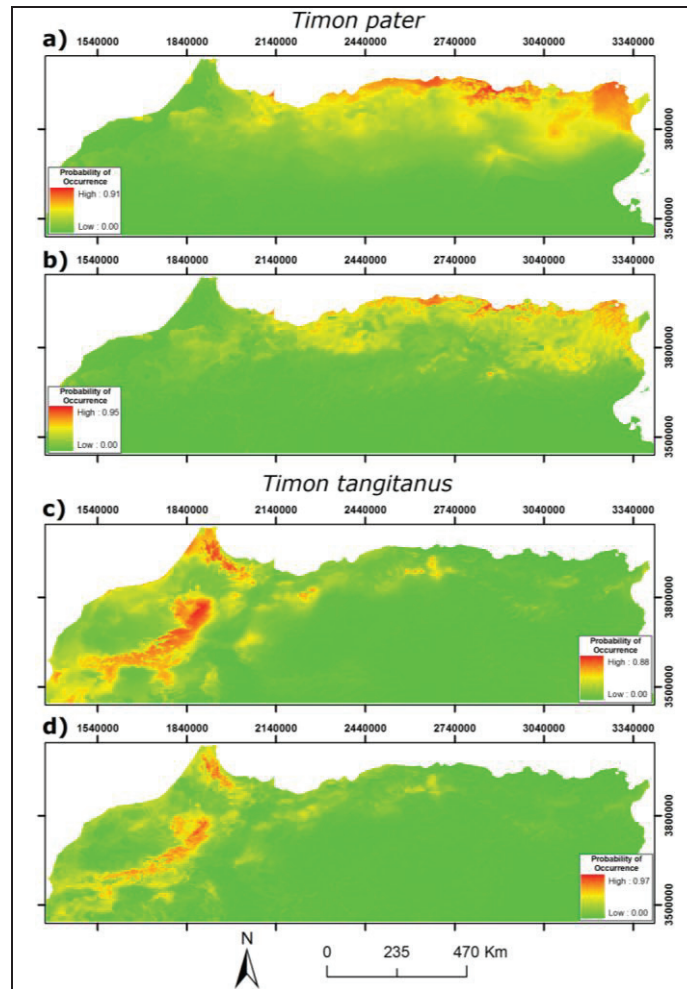 Timon pater
a)
1540000 1840000 2140000 2440000 2740000 3040000 3340000
3800000
3500000
Probability of
Occurrence
High : 0.91
Low : 0.00
b)
1540000 1840000 2140000 2440000 2740000 3040000 3340000
3800000
3500000
Probability of
Occurrence
High : 0.95
Low : 0.00
Timon tangitanus
c)
1540000 1840000 2140000 2440000 2740000 3040000 3340000
3800000
3500000
Probability of
Occurrence
High : 0.88
Low : 0.00
d)
1540000 1840000 2140000 2440000 2740000 3040000 3340000
3800000
3500000
Probability of
Occurrence
High : 0.97
Low : 0.00
N
0 235 470 Km